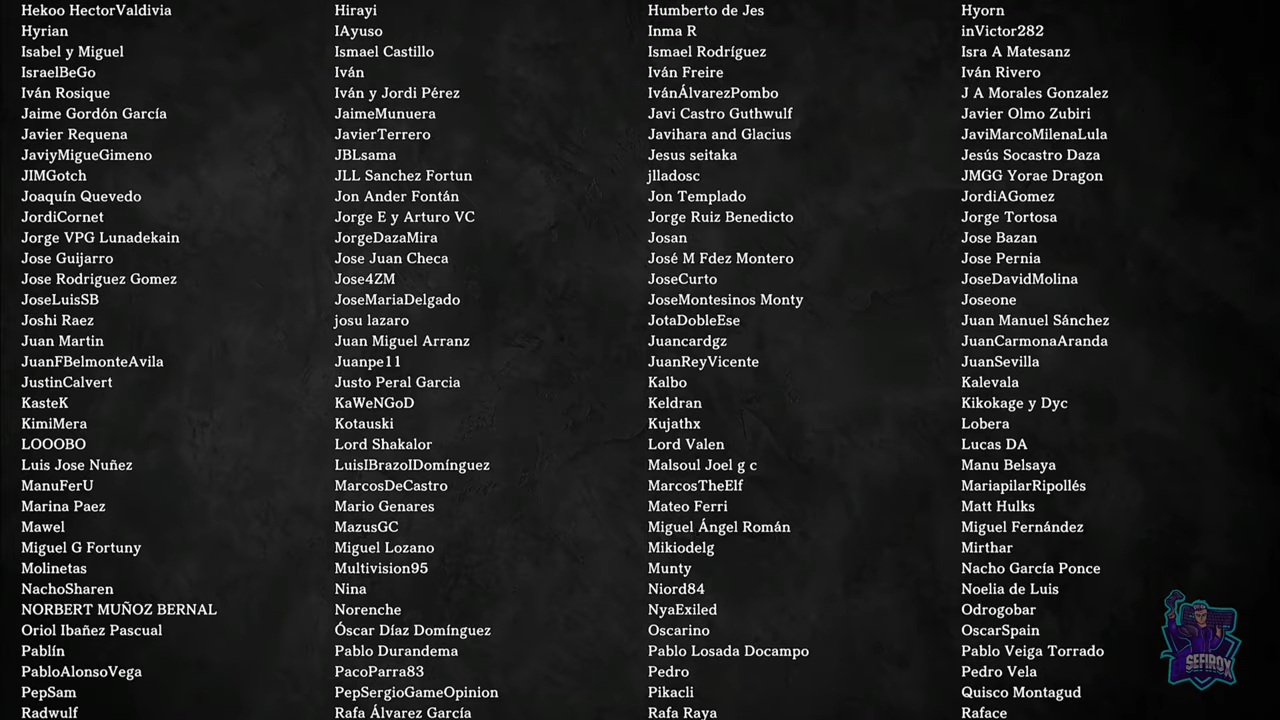 Hekoo HectorValdivia Hirayi Humberto de Jes Hyorn
Hyrian IAyuso Inma R inVictor282
Isabel y Miguel Ismael Castillo Ismael Rodríguez Isra A Matesanz
IsraelBeGo Iván Iván Freire Iván Rivero
Iván Rosique Iván y Jordi Pérez IvánÁlvarezPombo J A Morales Gonzalez
Jaime Gordón García JaimeMunuera Javi Castro Guthwulf Javier Olmo Zubiri
Javier Requena JavierTerrero Javihara and Glacius JaviMarcoMilenaLula
JaviyMigueGimeno JBLsama Jesus seitaka Jesús Socastro Daza
JIMGotch JLL Sanchez Fortun jlladosc JMGG Yorae Dragon
Joaquín Quevedo Jon Ander Fontán Jon Templado JordiAGomez
JordiCornet Jorge E y Arturo VC Jorge Ruiz Benedicto Jorge Tortosa
Jorge VPG Lunadekain JorgeDazaMira Josan Jose Bazan
Jose Guijarro Jose Juan Checa José M Fdez Montero Jose Pernia
Jose Rodriguez Gomez Jose4ZM JoseCurto JoseDavidMolina
JoseLuisSB JoseMariaDelgado JoseMontesinos Monty Joseone
Joshi Raez josu lazaro JotaDobleEse Juan Manuel Sánchez
Juan Martin Juan Miguel Arranz Juancardgz JuanCarmonaAranda
JuanFBelmonteAvila Juanpe11 JuanReyVicente JuanSevilla
JustinCalvert Justo Peral Garcia Kalbo Kalevala
KasteK KaWeNGoD Keldran Kikokage y Dyc
KimiMera Kotauski Kujathx Lobera
LOOOBO Lord Shakalor Lord Valen Lucas DA
Luis Jose Nuñez LuisIBrazoIDomínguez Malsoul Joel g c Manu Belsaya
ManuFerU MarcosDeCastro MarcosTheElf MariapilarRipollés
Marina Paez Mario Genares Mateo Ferri Matt Hulks
Mawel MazusGC Miguel Ángel Román Miguel Fernández
Miguel G Fortuny Miguel Lozano Mikiodelg Mirthar
Molinetas Multivision95 Munty Nacho García Ponce
NachoSharen Nina Niord84 Noelia de Luis
NORBERT MUÑOZ BERNAL Norenche NyaExiled Odrogobar
Oriol Ibañez Pascual Óscar Díaz Domínguez Oscarino OscarSpain
Pablín Pablo Durandema Pablo Losada Docampo Pablo Veiga Torrado
PabloAlonsoVega PacoParra83 Pedro Pedro Vela
PepSam PepSergioGameOpinion Pikacli Quisco Montagud
Radwulf Rafa Álvarez García Rafa Raya Raface
SEFIROX